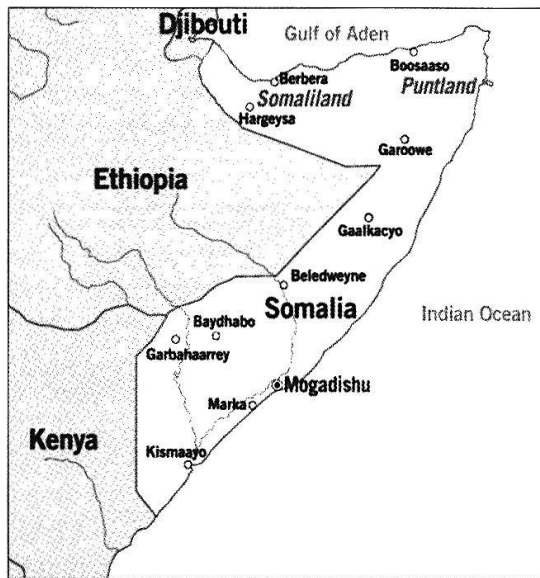 Djibouti
Gulf of Aden
Boosaaso
Berbera
Somaliland
Puntland
Hargeysa
Garoowe
Ethiopia
Gaalkacyo
Beledweyne
Somalia
Indian Ocean
Baydhabo
Garbahaarrey
Mogadishu
Marka
Kenya
Kismaayo